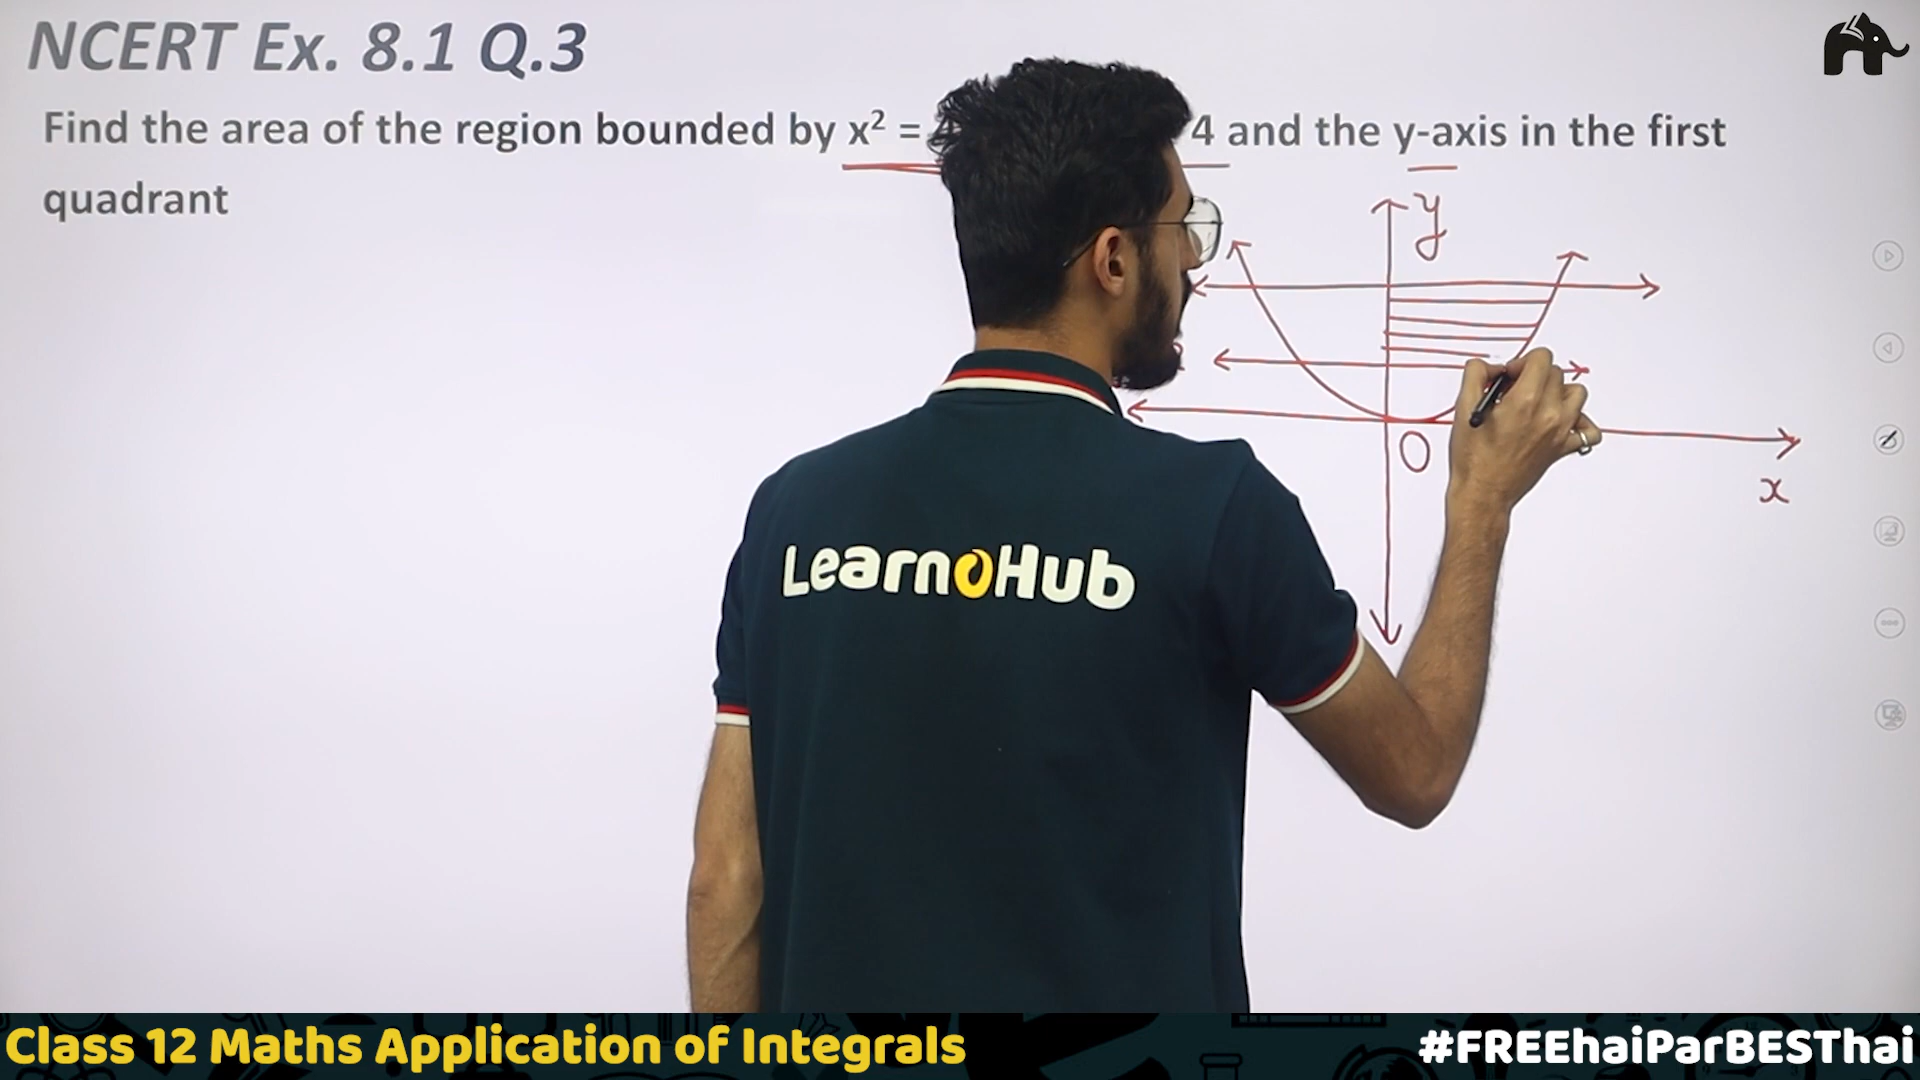 NCERT Ex. 8.1 Q.3
Find the area of the region bounded by x² = 4 and the y-axis in the first
quadrant
y
O
x
LearnoHub
Class 12 Maths Application of Integrals
#FREEhaiParBESThai